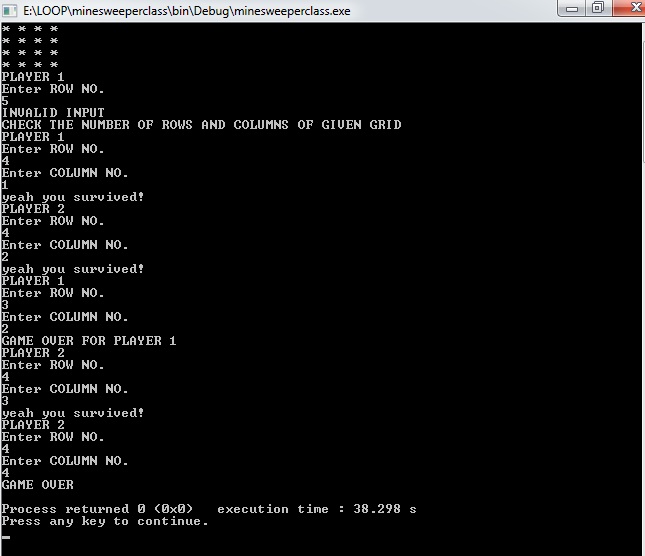 E:\LOOP\minesweeperclass\bin\Debug\minesweeperclass.exe
* * * *
* * * *
* * * *
* * * *
PLAYER 1
Enter ROW NO.
5
INVALID INPUT
CHECK THE NUMBER OF ROWS AND COLUMNS OF GIVEN GRID
PLAYER 1
Enter ROW NO.
4
Enter COLUMN NO.
1
yeah you survived!
PLAYER 2
Enter ROW NO.
4
Enter COLUMN NO.
2
yeah you survived!
PLAYER 1
Enter ROW NO.
3
Enter COLUMN NO.
2
GAME OVER FOR PLAYER 1
PLAYER 2
Enter ROW NO.
4
Enter COLUMN NO.
3
yeah you survived!
PLAYER 2
Enter ROW NO.
4
Enter COLUMN NO.
4
GAME OVER
Process returned 0 (0x0)   execution time : 38.298 s
Press any key to continue.